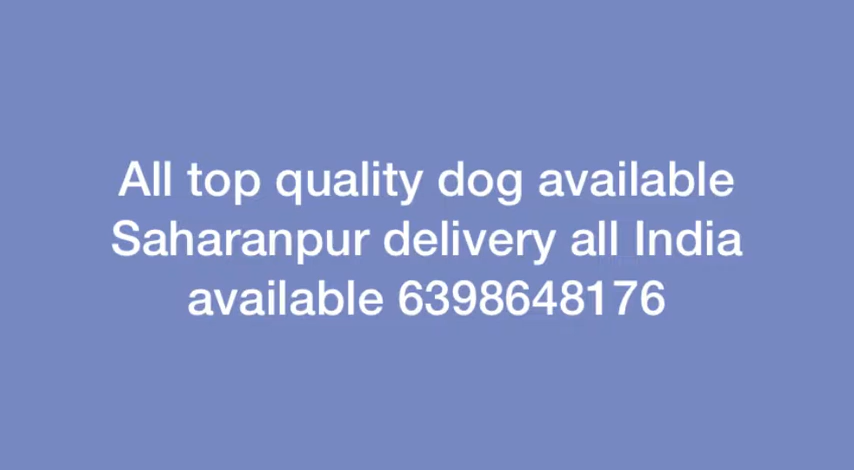 All top quality dog available
Saharanpur delivery all India
available 6398648176